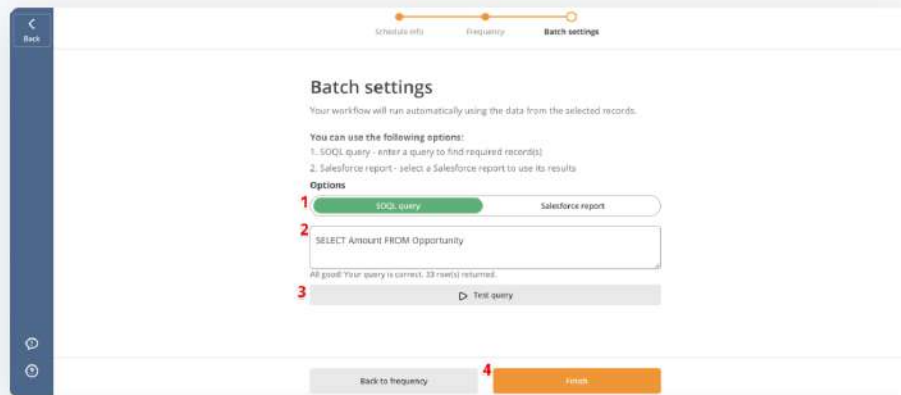 Back
Schedule info Frequency Batch settings
Batch settings
Your workflow will run automatically using the data from the selected records.
You can use the following options:
1. SOQL query - enter a query to find required record(s)
2. Salesforce report - select a Salesforce report to use its results
Options
1 SOQL query Salesforce report
2 SELECT Amount FROM Opportunity
All good! Your query is correct. 33 row(s) returned.
3 Test query
Back to frequency 4 Finish